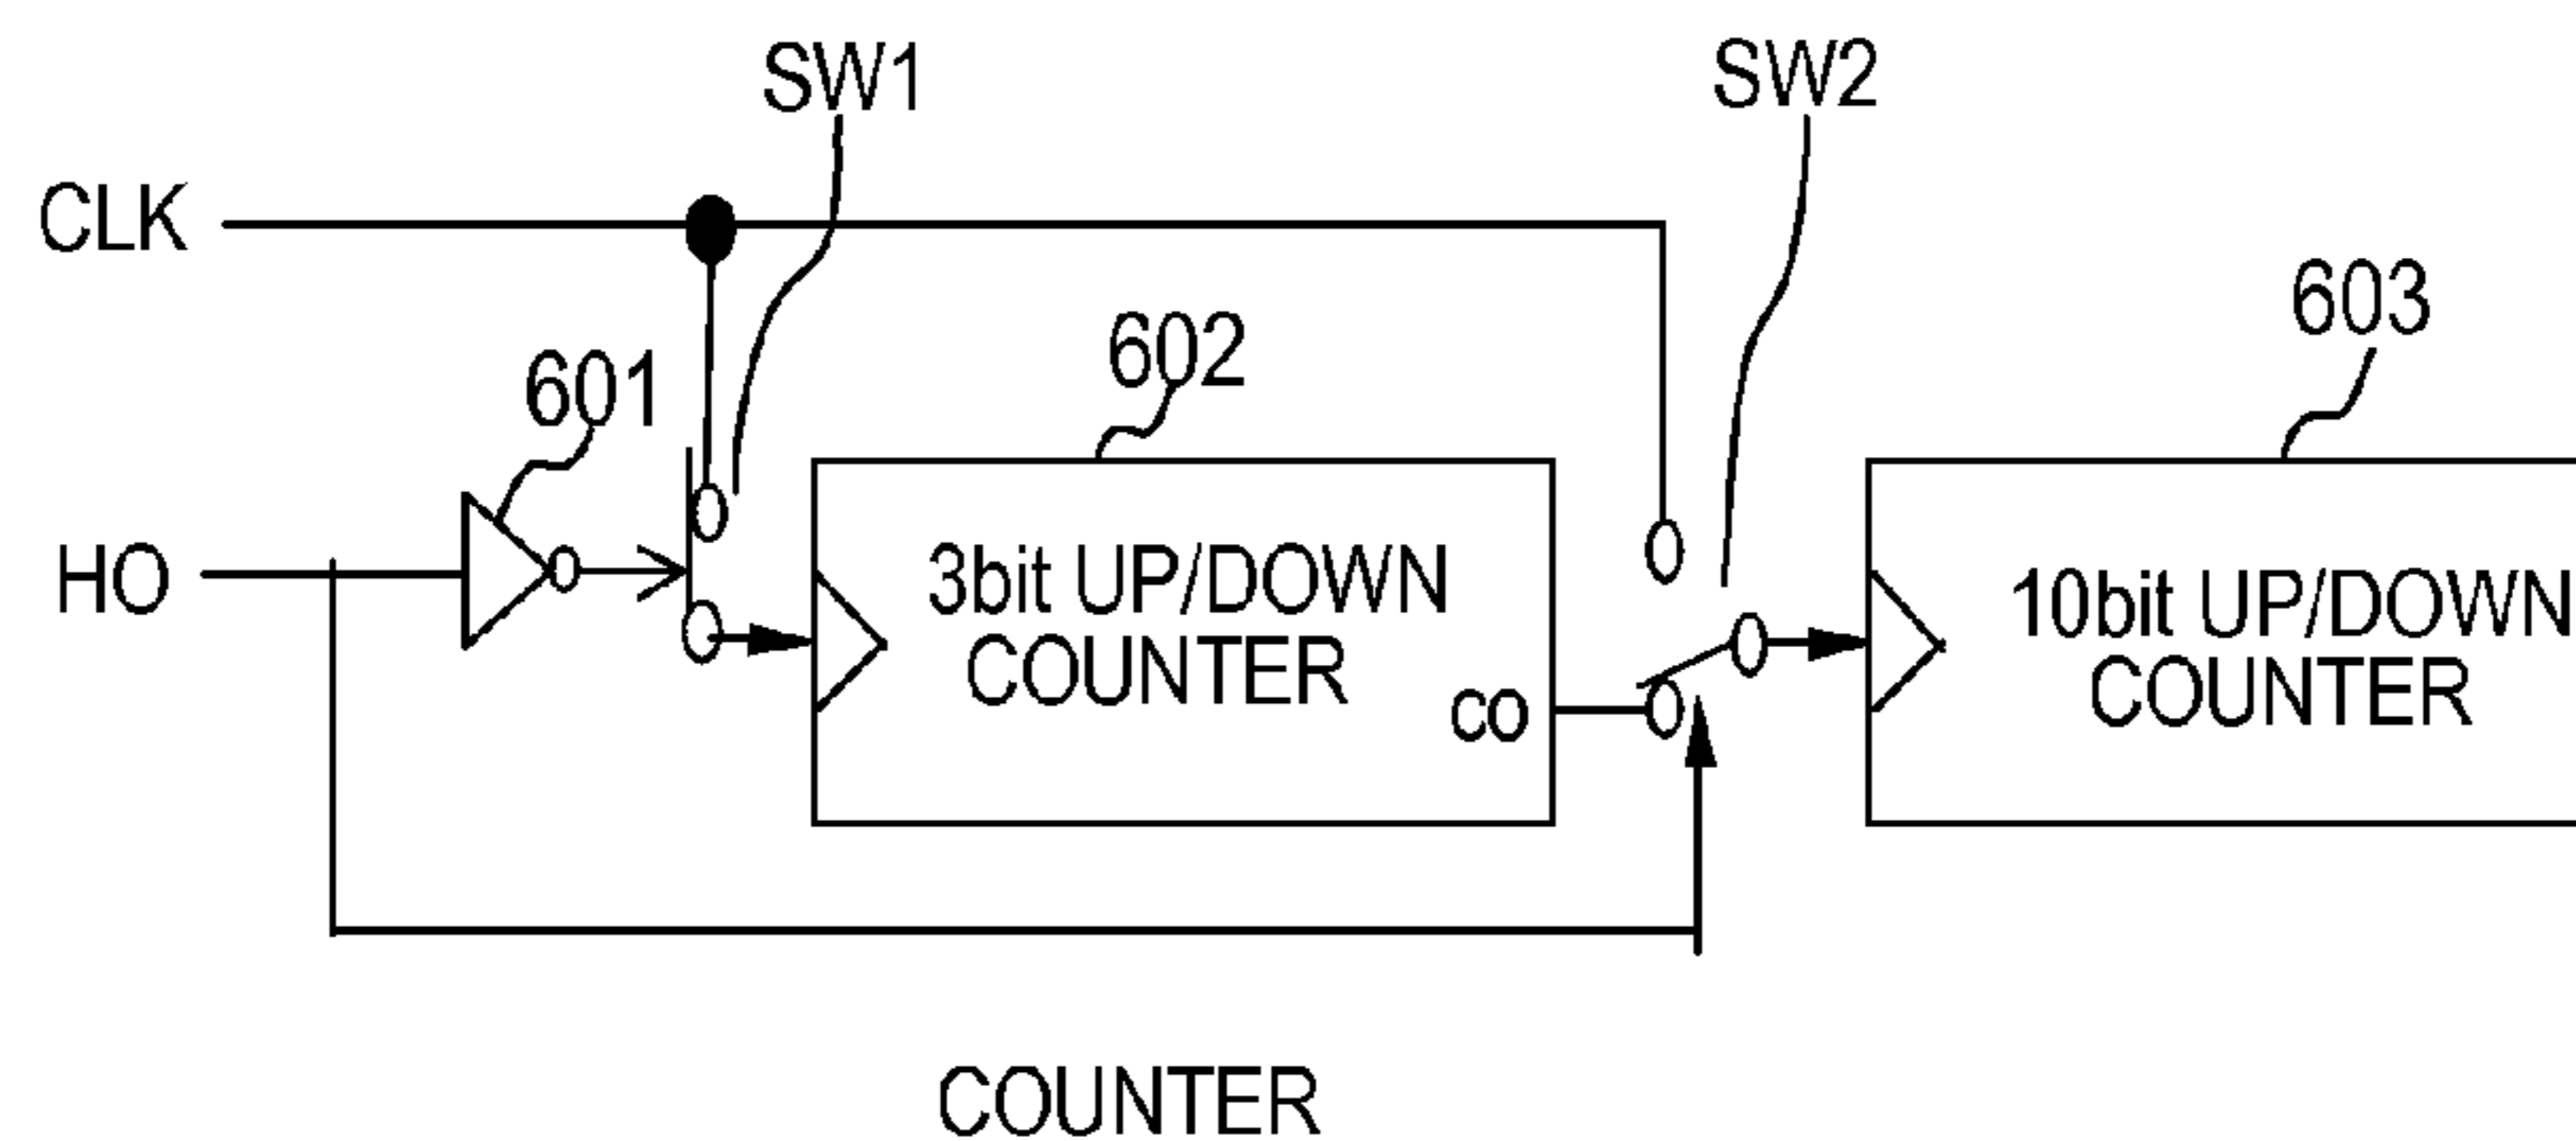 SW1
SW2
CLK
603
602
601
HO
3bit UP/DOWN
COUNTER
co
10bit UP/DOWN
COUNTER
COUNTER